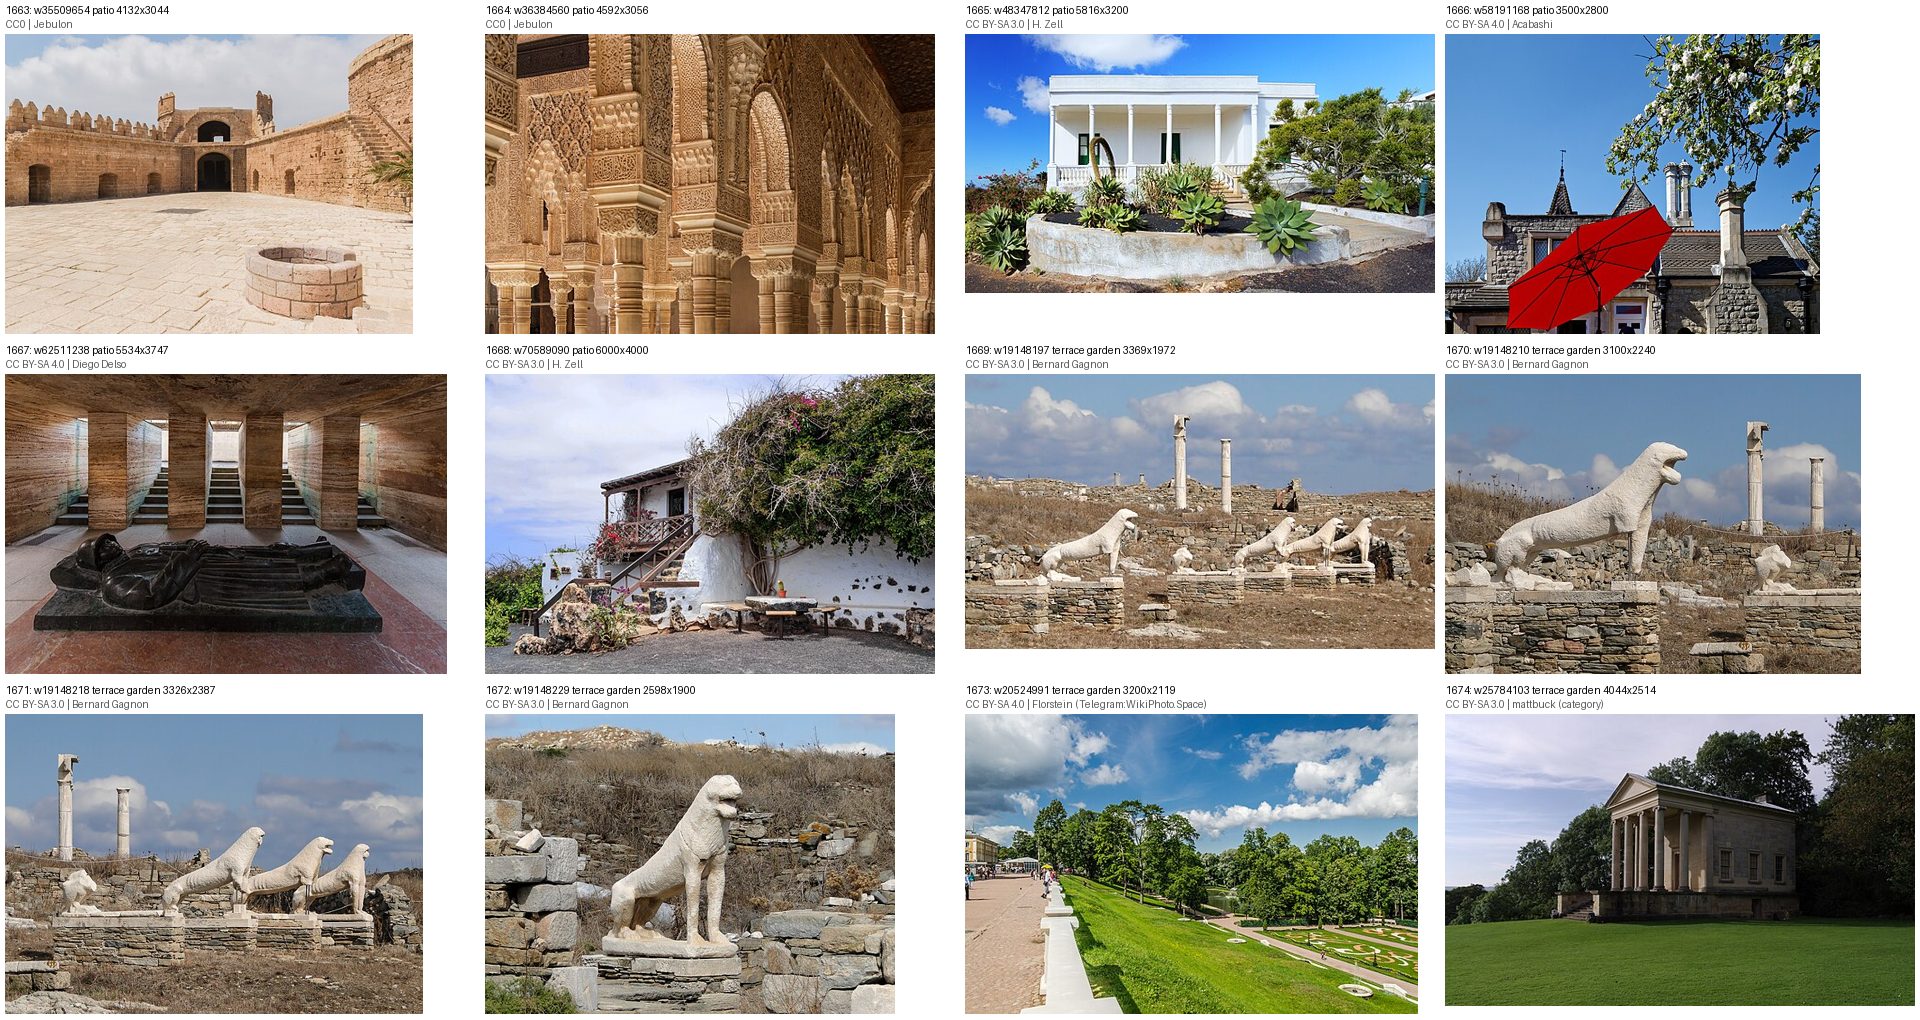 1663: w35509654 patio 4132x3044
CC0 | Jebulon
1664: w36384560 patio 4592x3056
CC0 | Jebulon
1665: w48347812 patio 5816x3200
CC BY-SA 3.0 | H. Zell
1666: w58191168 patio 3500x2800
CC BY-SA 4.0 | Acabashi
1667: w62511238 patio 5534x3747
CC BY-SA 4.0 | Diego Delso
1668: w70589090 patio 6000x4000
CC BY-SA 3.0 | H. Zell
1669: w19148197 terrace garden 3369x1972
CC BY-SA 3.0 | Bernard Gagnon
1670: w19148210 terrace garden 3100x2240
CC BY-SA 3.0 | Bernard Gagnon
1671: w19148218 terrace garden 3326x2387
CC BY-SA 3.0 | Bernard Gagnon
1672: w19148229 terrace garden 2598x1900
CC BY-SA 3.0 | Bernard Gagnon
1673: w20524991 terrace garden 3200x2119
CC BY-SA 4.0 | Florstein (Telegram:WikiPhoto.Space)
1674: w25784103 terrace garden 4044x2514
CC BY-SA 3.0 | mattbuck (category)